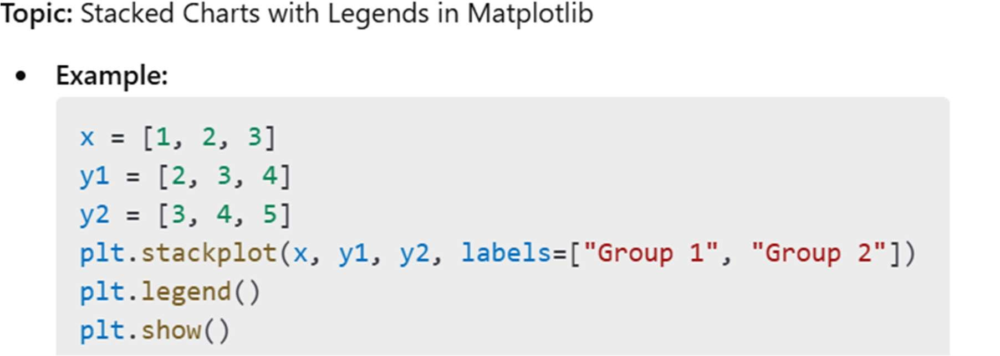 Topic: Stacked Charts with Legends in Matplotlib
• Example:
x = [1, 2, 3]
y1 = [2, 3, 4]
y2 = [3, 4, 5]
plt.stackplot(x, y1, y2, labels=["Group 1", "Group 2"])
plt.legend()
plt.show()